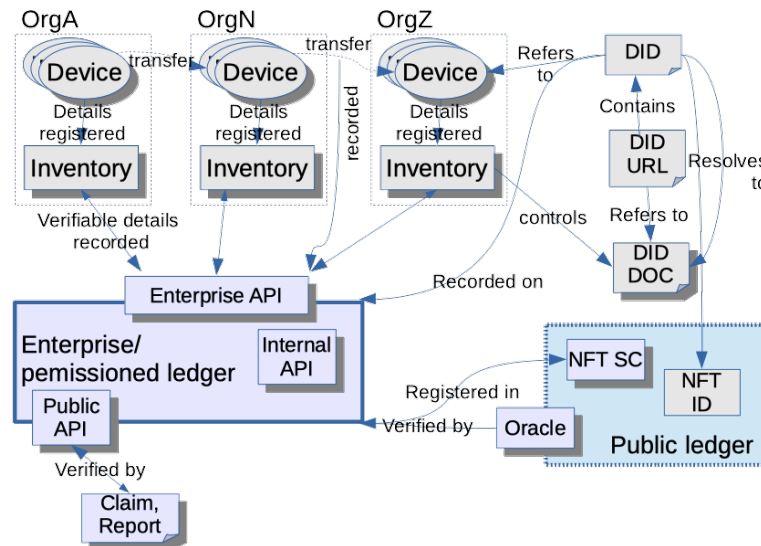 OrgA
OrgN
OrgZ
transfer
DID
Device
transfer
Device
Device
Refers
to
Details
registered
Details
registered
recorded
Details
registered
Contains
Inventory
Inventory
Inventory
DID
URL
Resolves
to
Verifiable details
recorded
controls
Refers to
DID
DOC
Enterprise API
Recorded on
Enterprise/
pemissioned ledger
Internal
API
NFT SC
NFT
ID
Registered in
Public
API
Verified by
Oracle
Public ledger
Verified by
Claim,
Report